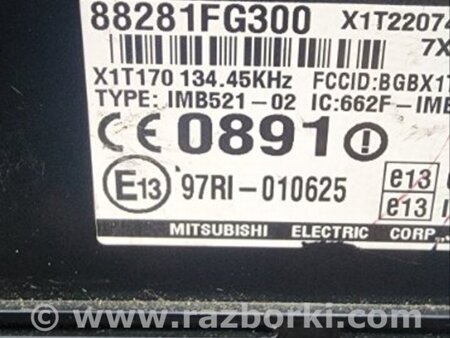 88281FG300 X1T22074
7X
X1T170 134.45KHz FCCID:BGBX1T
TYPE: IMB521-02 IC:662F-IMB
CE 0891
E13 97RI-010625 e13
e13
MITSUBISHI ELECTRIC CORP.
© www.razborki.com